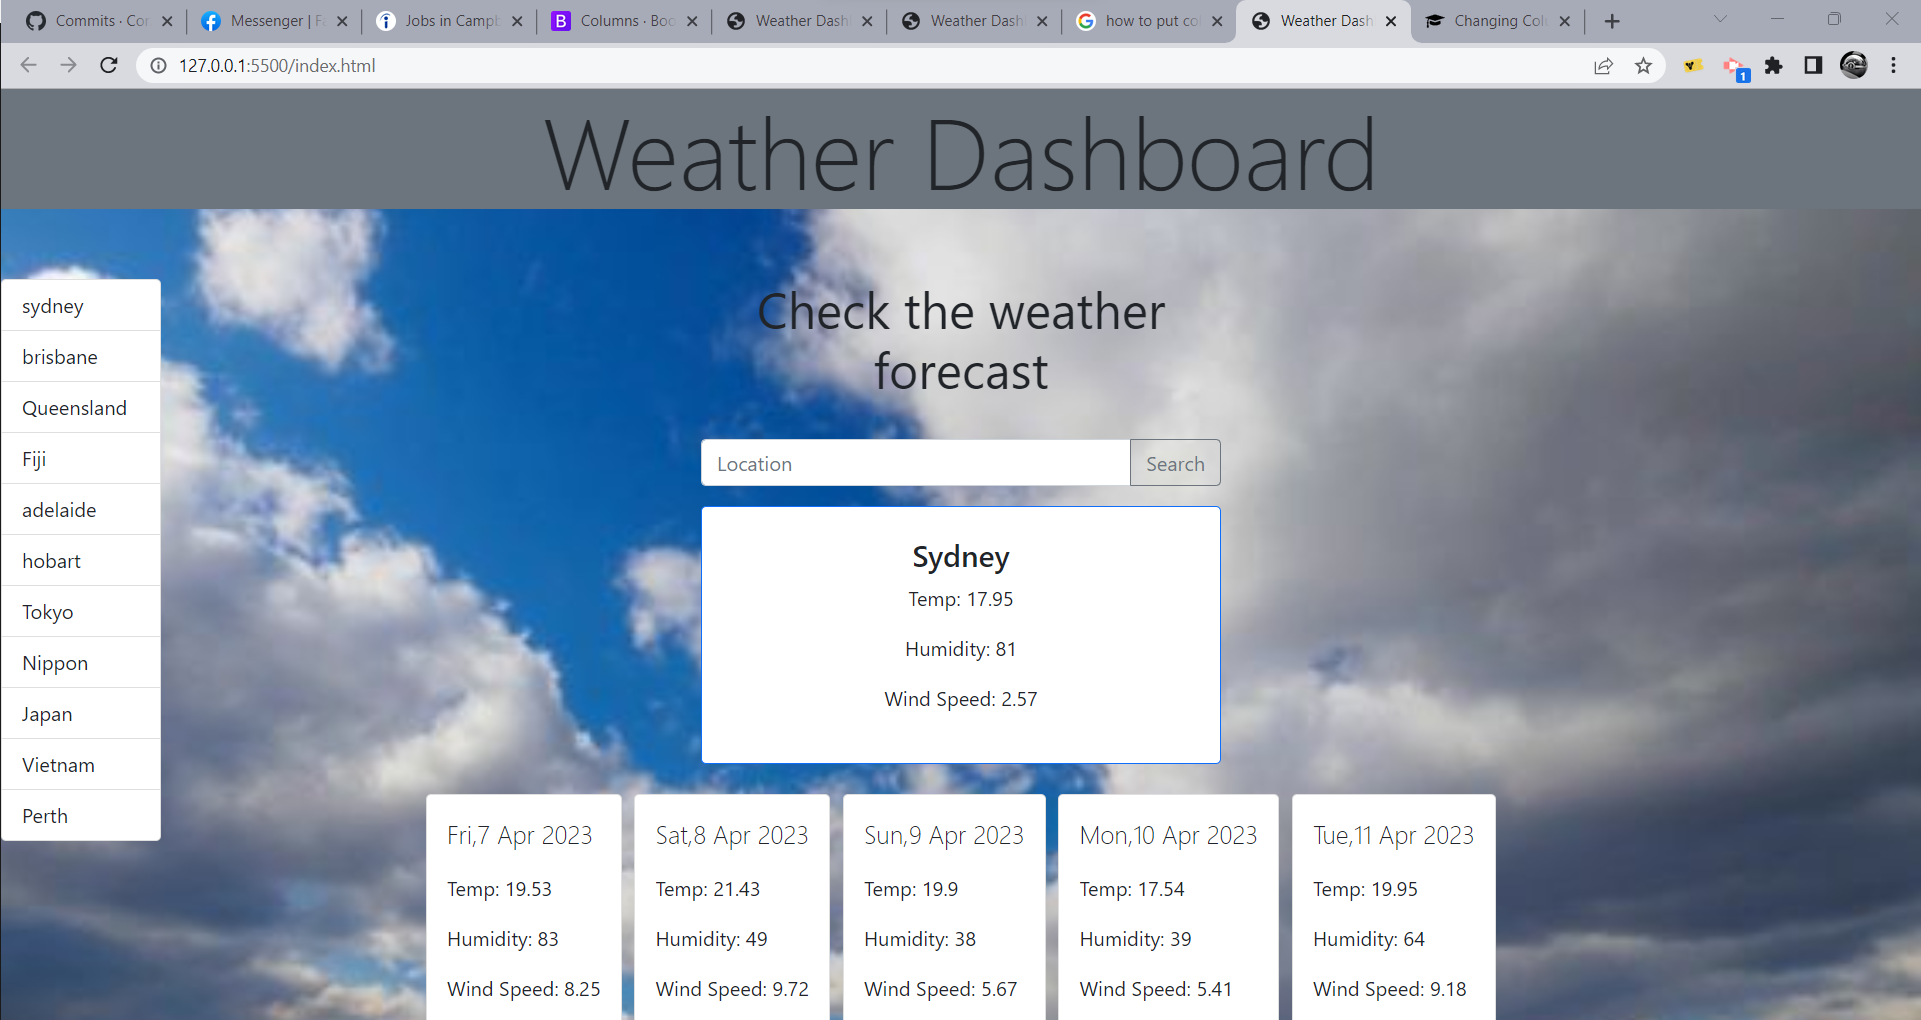 Commits · Cor
Messenger | Fa
Jobs in Campb
Columns · Boo
Weather Dash
Weather Dash
how to put co
Weather Dash
Changing Colo
127.0.0.1:5500/index.html
1
Weather Dashboard
sydney
brisbane
Queensland
Fiji
adelaide
hobart
Tokyo
Nippon
Japan
Vietnam
Perth
Check the weather
forecast
Location
Search
Sydney
Temp: 17.95
Humidity: 81
Wind Speed: 2.57
Fri,7 Apr 2023
Temp: 19.53
Humidity: 83
Wind Speed: 8.25
Sat,8 Apr 2023
Temp: 21.43
Humidity: 49
Wind Speed: 9.72
Sun,9 Apr 2023
Temp: 19.9
Humidity: 38
Wind Speed: 5.67
Mon,10 Apr 2023
Temp: 17.54
Humidity: 39
Wind Speed: 5.41
Tue,11 Apr 2023
Temp: 19.95
Humidity: 64
Wind Speed: 9.18